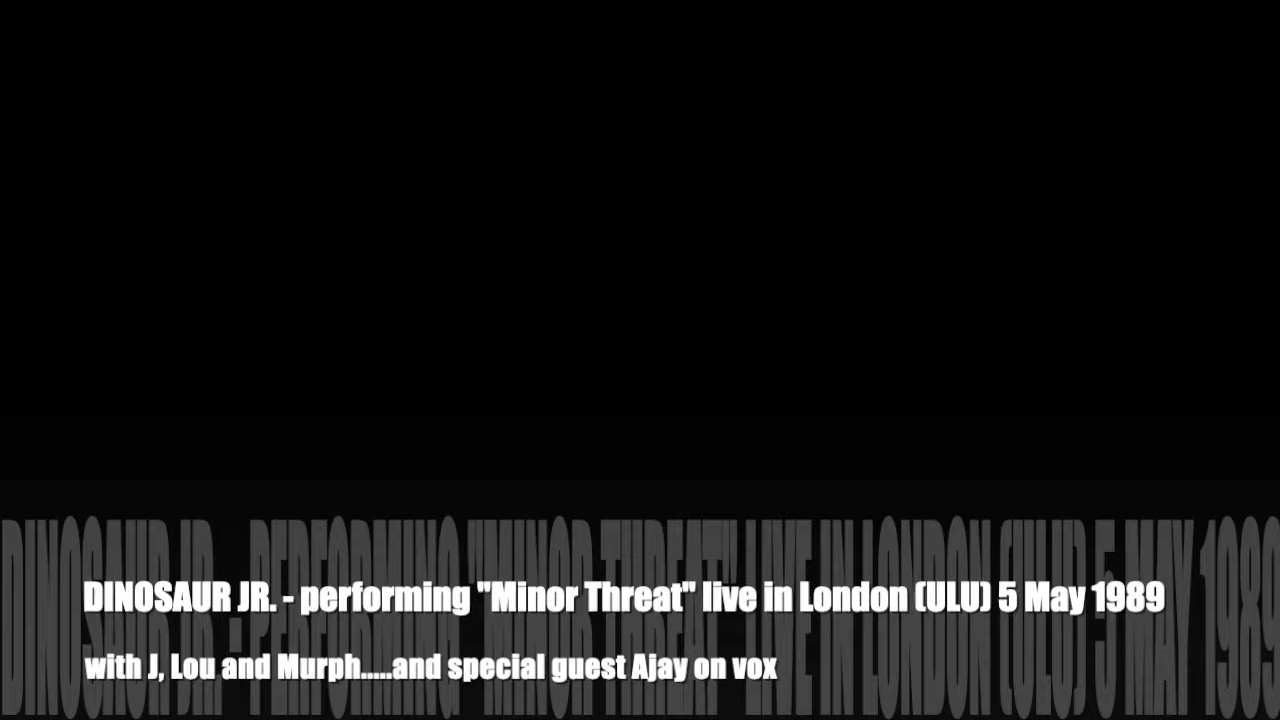 DINOSAUR JR. - PERFORMING "MINOR THREAT" LIVE IN LONDON (ULU) 5 MAY 1989
DINOSAUR JR. - performing "Minor Threat" live in London (ULU) 5 May 1989
with J, Lou and Murph.....and special guest Ajay on vox